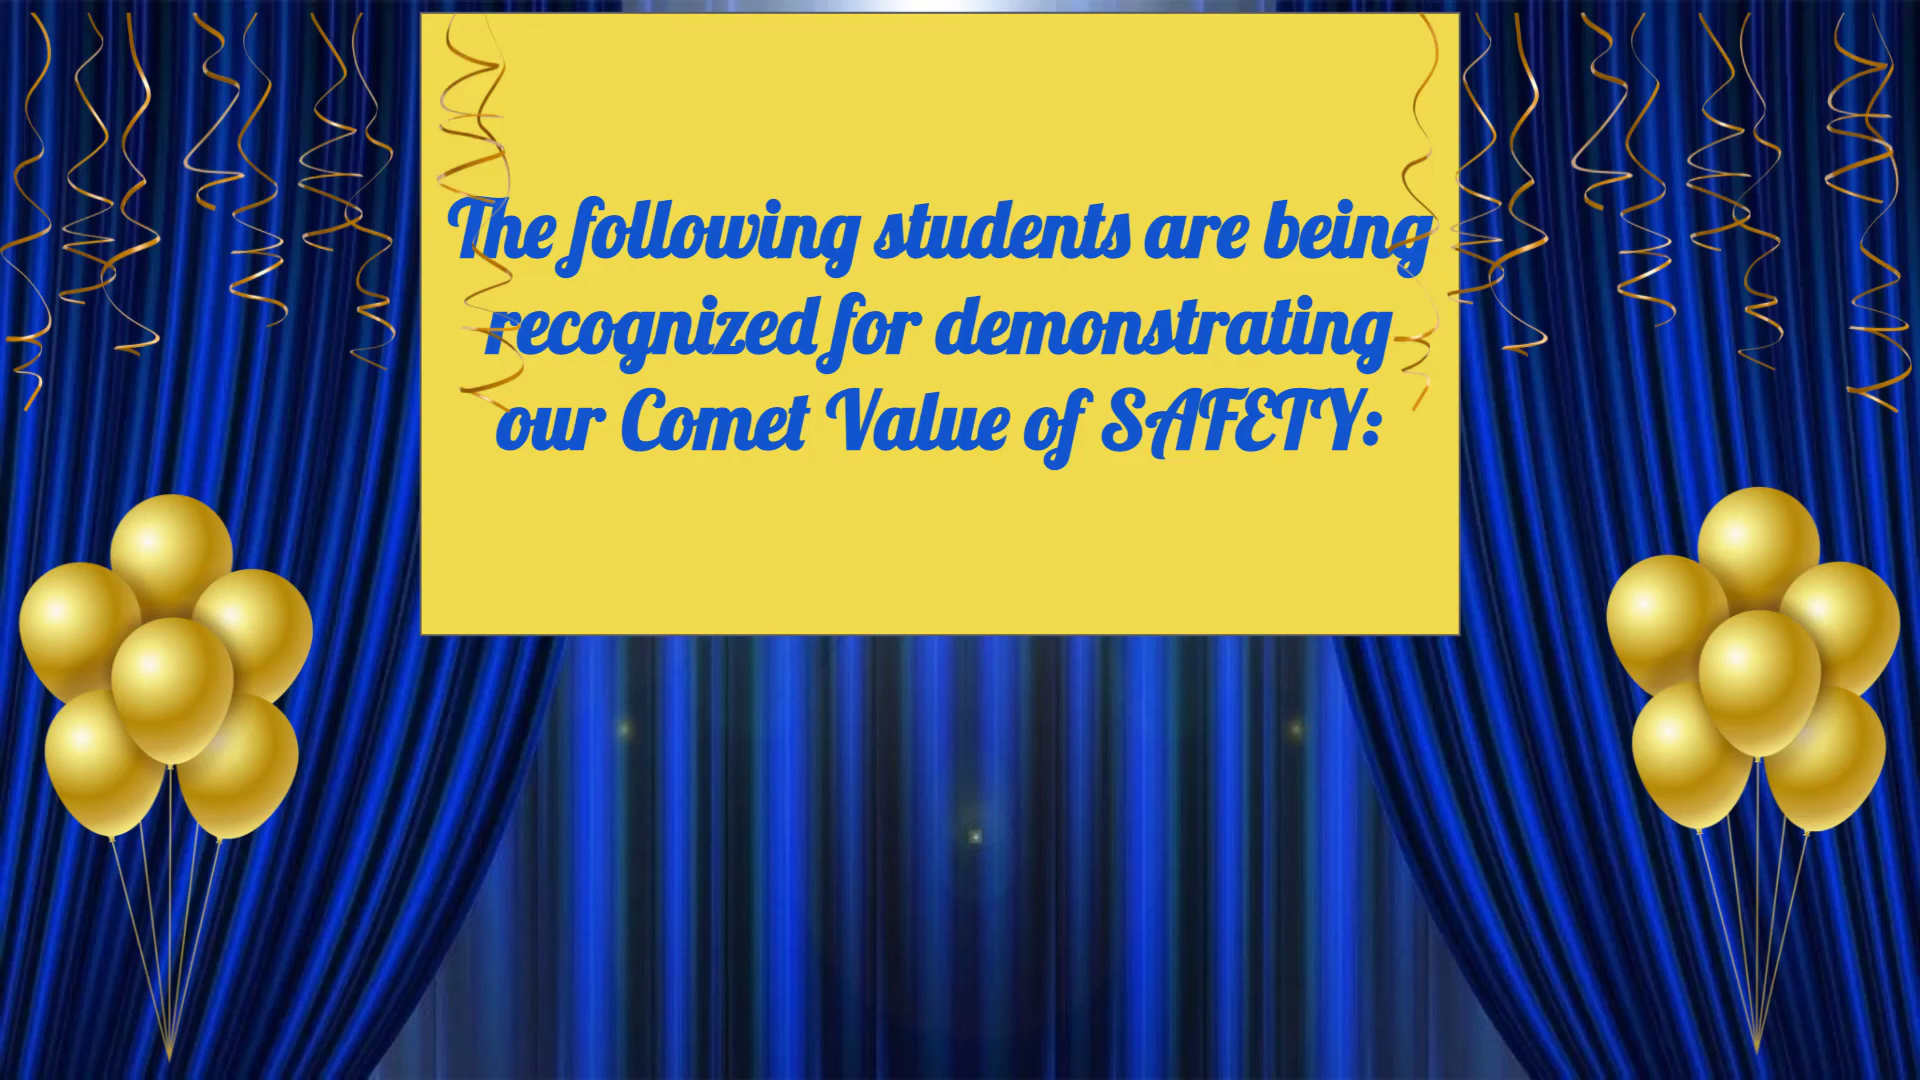 The following students are being
recognized for demonstrating
our Comet Value of SAFETY: